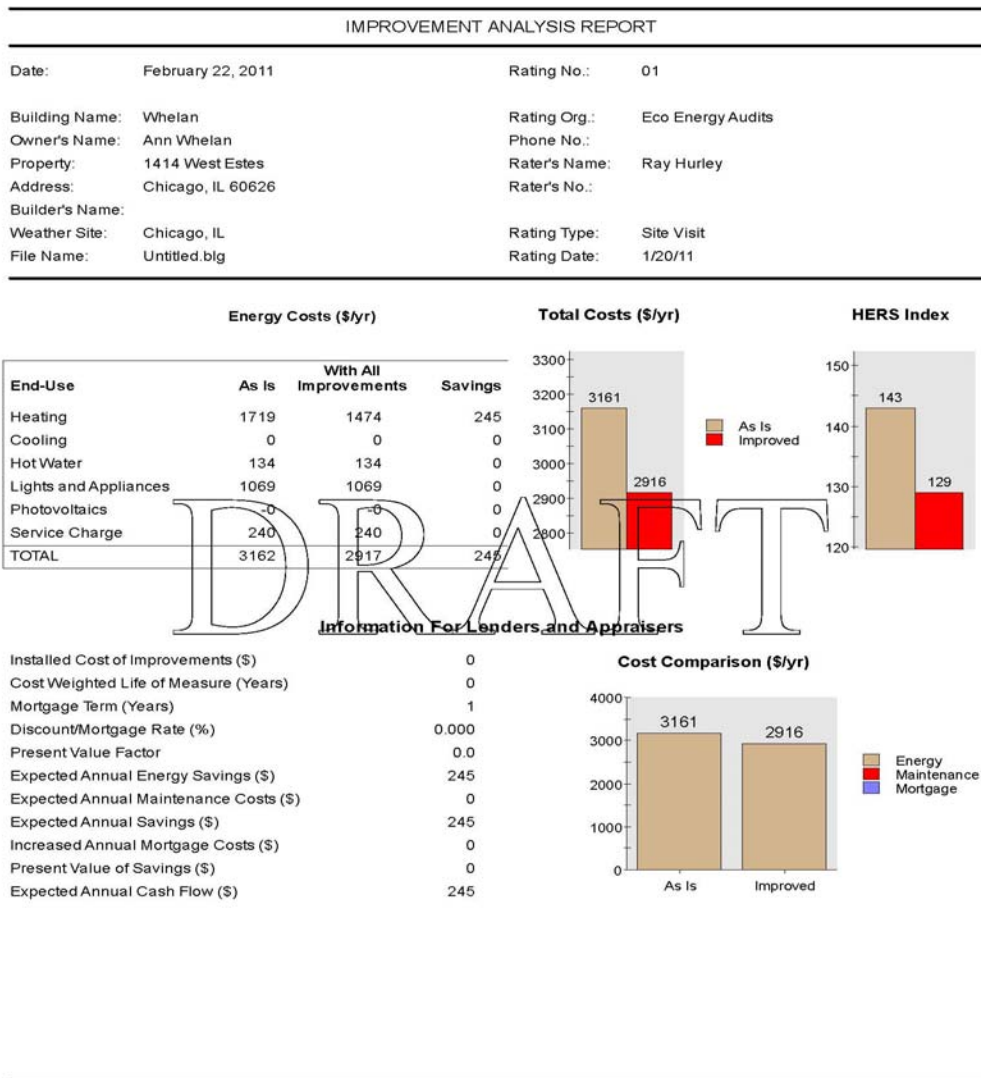 IMPROVEMENT ANALYSIS REPORT
Date: February 22, 2011 Rating No.: 01
Building Name: Whelan Rating Org.: Eco Energy Audits
Owner's Name: Ann Whelan Phone No.:
Property: 1414 West Estes Rater's Name: Ray Hurley
Address: Chicago, IL 60626 Rater's No.:
Builder's Name:
Weather Site: Chicago, IL Rating Type: Site Visit
File Name: Untitled.blg Rating Date: 1/20/11
Energy Costs ($/yr)
End-Use As Is With All Improvements Savings
Heating 1719 1474 245
Cooling 0 0 0
Hot Water 134 134 0
Lights and Appliances 1069 1069 0
Photovoltaics -0 -0 0
Service Charge 240 240 0
TOTAL 3162 2917 245
Total Costs ($/yr)
3300
3200
3100
3000
2900
2800
3161
2916
As Is
Improved
HERS Index
150
140
130
120
143
129
DRAFT
Information For Lenders and Appraisers
Installed Cost of Improvements ($) 0
Cost Weighted Life of Measure (Years) 0
Mortgage Term (Years) 1
Discount/Mortgage Rate (%) 0.000
Present Value Factor 0.0
Expected Annual Energy Savings ($) 245
Expected Annual Maintenance Costs ($) 0
Expected Annual Savings ($) 245
Increased Annual Mortgage Costs ($) 0
Present Value of Savings ($) 0
Expected Annual Cash Flow ($) 245
Cost Comparison ($/yr)
4000
3000
2000
1000
0
3161
2916
As Is Improved
Energy
Maintenance
Mortgage